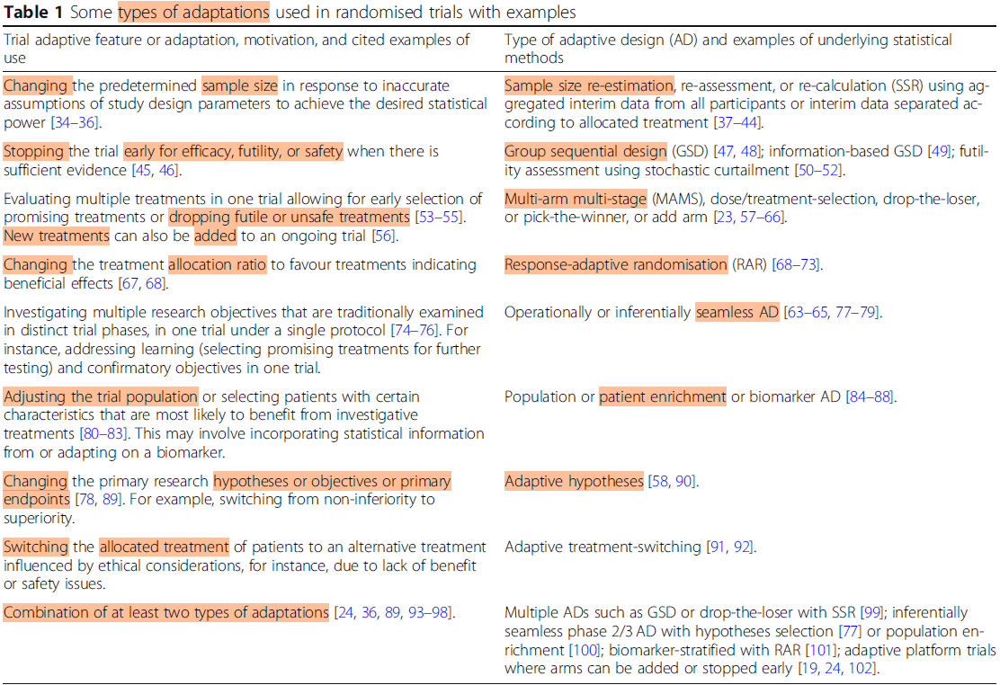 Table 1 Some types of adaptations used in randomised trials with examples
Trial adaptive feature or adaptation, motivation, and cited examples of
use
Type of adaptive design (AD) and examples of underlying statistical
methods
Changing the predetermined sample size in response to inaccurate
assumptions of study design parameters to achieve the desired statistical
power [34–36].
Sample size re-estimation, re-assessment, or re-calculation (SSR) using ag-
gregated interim data from all participants or interim data separated ac-
cording to allocated treatment [37–44].
Stopping the trial early for efficacy, futility, or safety when there is
sufficient evidence [45, 46].
Group sequential design (GSD) [47, 48]; information-based GSD [49]; futil-
ity assessment using stochastic curtailment [50–52].
Evaluating multiple treatments in one trial allowing for early selection of
promising treatments or dropping futile or unsafe treatments [53–55].
New treatments can also be added to an ongoing trial [56].
Multi-arm multi-stage (MAMS), dose/treatment-selection, drop-the-loser,
or pick-the-winner, or add arm [23, 57–66].
Changing the treatment allocation ratio to favour treatments indicating
beneficial effects [67, 68].
Response-adaptive randomisation (RAR) [68–73].
Investigating multiple research objectives that are traditionally examined
in distinct trial phases, in one trial under a single protocol [74–76]. For
instance, addressing learning (selecting promising treatments for further
testing) and confirmatory objectives in one trial.
Operationally or inferentially seamless AD [63–65, 77–79].
Adjusting the trial population or selecting patients with certain
characteristics that are most likely to benefit from investigative
treatments [80–83]. This may involve incorporating statistical information
from or adapting on a biomarker.
Population or patient enrichment or biomarker AD [84–88].
Changing the primary research hypotheses or objectives or primary
endpoints [78, 89]. For example, switching from non-inferiority to
superiority.
Adaptive hypotheses [58, 90].
Switching the allocated treatment of patients to an alternative treatment
influenced by ethical considerations, for instance, due to lack of benefit
or safety issues.
Adaptive treatment-switching [91, 92].
Combination of at least two types of adaptations [24, 36, 89, 93–98].
Multiple ADs such as GSD or drop-the-loser with SSR [99]; inferentially
seamless phase 2/3 AD with hypotheses selection [77] or population en-
richment [100]; biomarker-stratified with RAR [101]; adaptive platform trials
where arms can be added or stopped early [19, 24, 102].